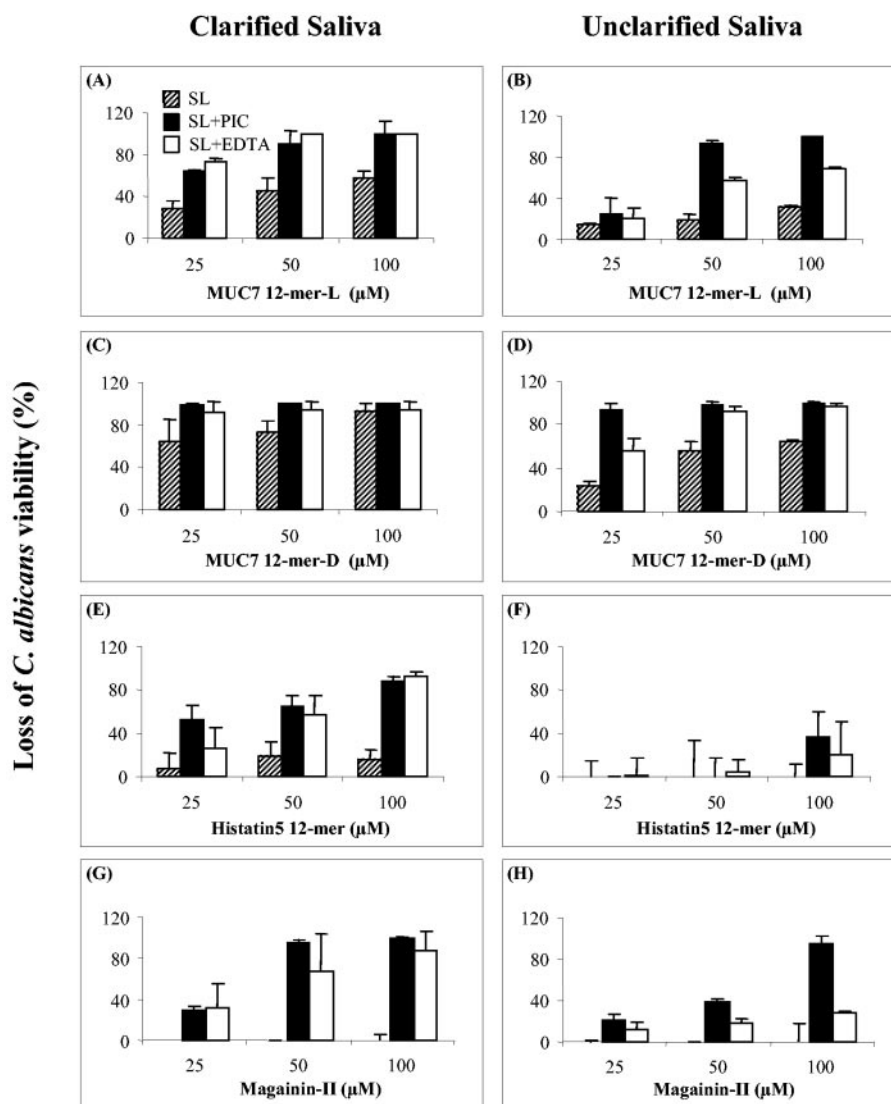 Clarified Saliva
Unclarified Saliva
Loss of C. albicans viability (%)
(A)
SL
SL+PIC
SL+EDTA
120
80
40
0
25 50 100
MUC7 12-mer-L (µM)
(B)
120
80
40
0
25 50 100
MUC7 12-mer-L (µM)
(C)
120
80
40
0
25 50 100
MUC7 12-mer-D (µM)
(D)
120
80
40
0
25 50 100
MUC7 12-mer-D (µM)
(E)
120
80
40
0
25 50 100
Histatin5 12-mer (µM)
(F)
120
80
40
0
25 50 100
Histatin5 12-mer (µM)
(G)
120
80
40
0
25 50 100
Magainin-II (µM)
(H)
120
80
40
0
25 50 100
Magainin-II (µM)